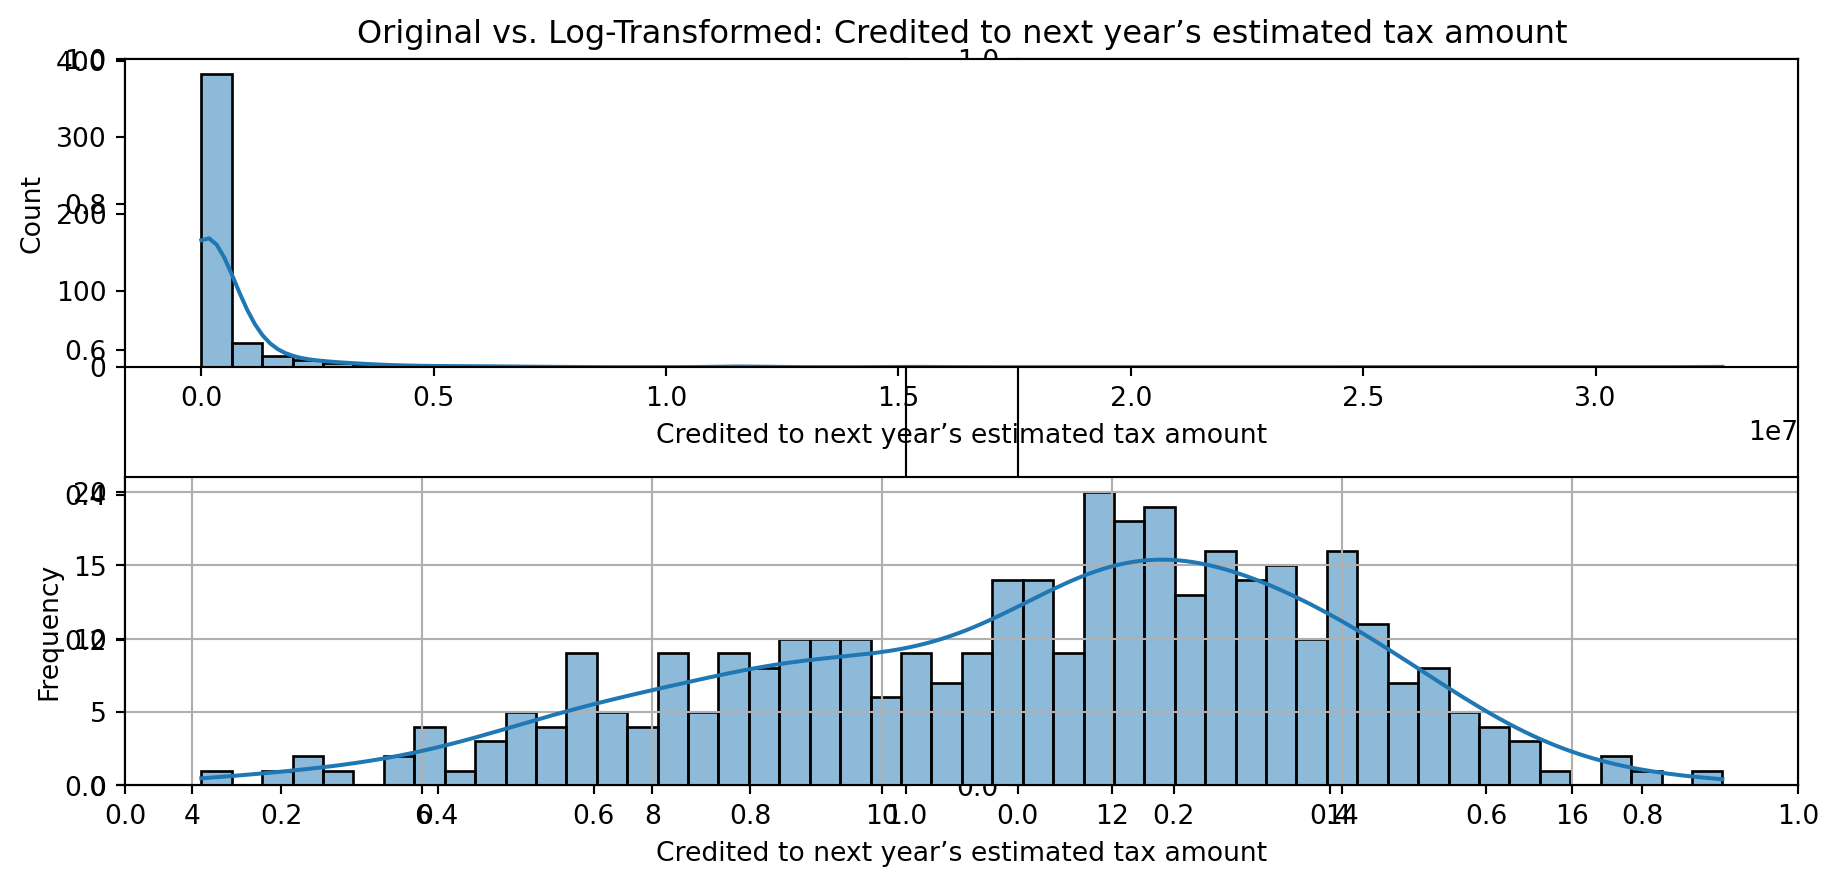 Original vs. Log-Transformed: Credited to next year’s estimated tax amount
1.0
400
1.0
300
Count
0.8
200
100
0.6
0
0.0 0.5 1.0 1.5 2.0 2.5 3.0
Credited to next year’s estimated tax amount
1e7
20
0.4
15
Frequency
10
0.2
5
0.0
0.0
0.0 4 0.2 6 0.4 0.6 8 0.8 10 1.0 0.0 12 0.2 0.4 14 0.6 16 0.8 1.0
Credited to next year’s estimated tax amount